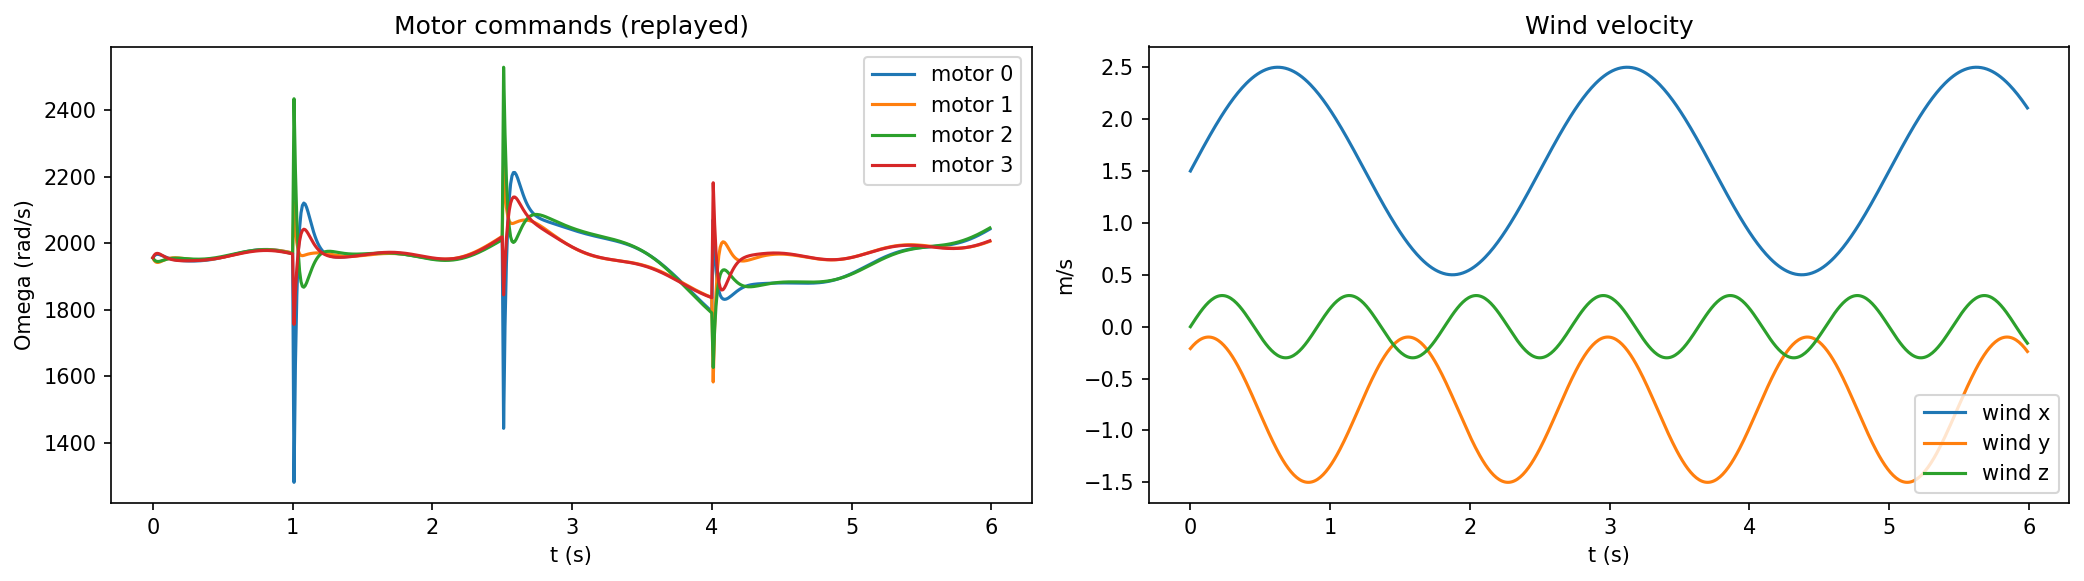 Motor commands (replayed)
Omega (rad/s)
2400
2200
2000
1800
1600
1400
motor 0
motor 1
motor 2
motor 3
0 1 2 3 4 5 6
t (s)
Wind velocity
m/s
2.5
2.0
1.5
1.0
0.5
0.0
−0.5
−1.0
−1.5
wind x
wind y
wind z
0 1 2 3 4 5 6
t (s)